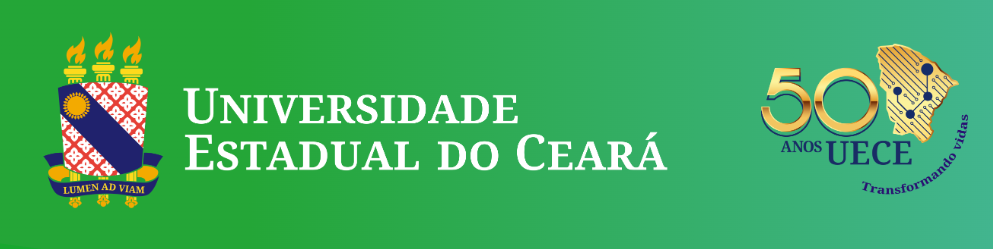 LUMEN AD VIAM
UNIVERSIDADE
ESTADUAL DO CEARÁ
50
ANOS UECE
Transformando vidas